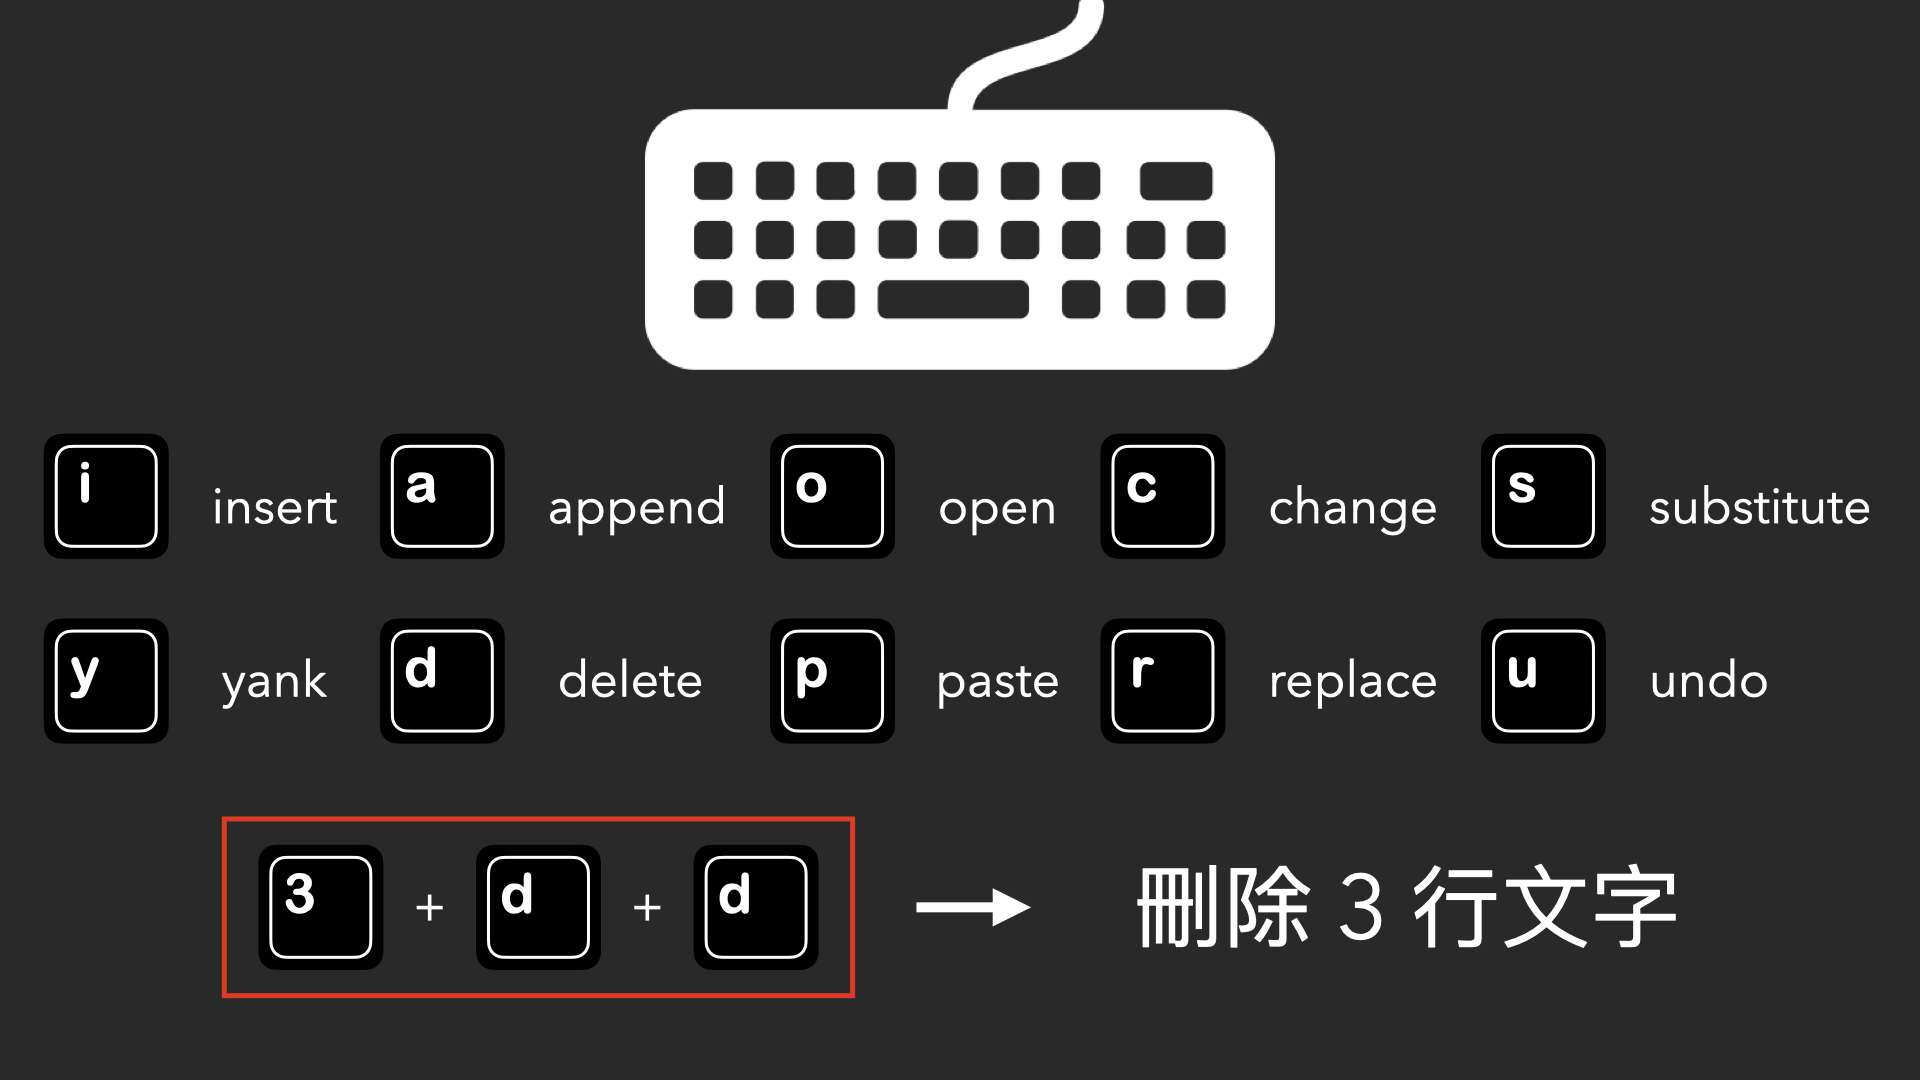 i insert a append o open c change s substitute
y yank d delete p paste r replace u undo
3 + d + d 刪除 3 行文字